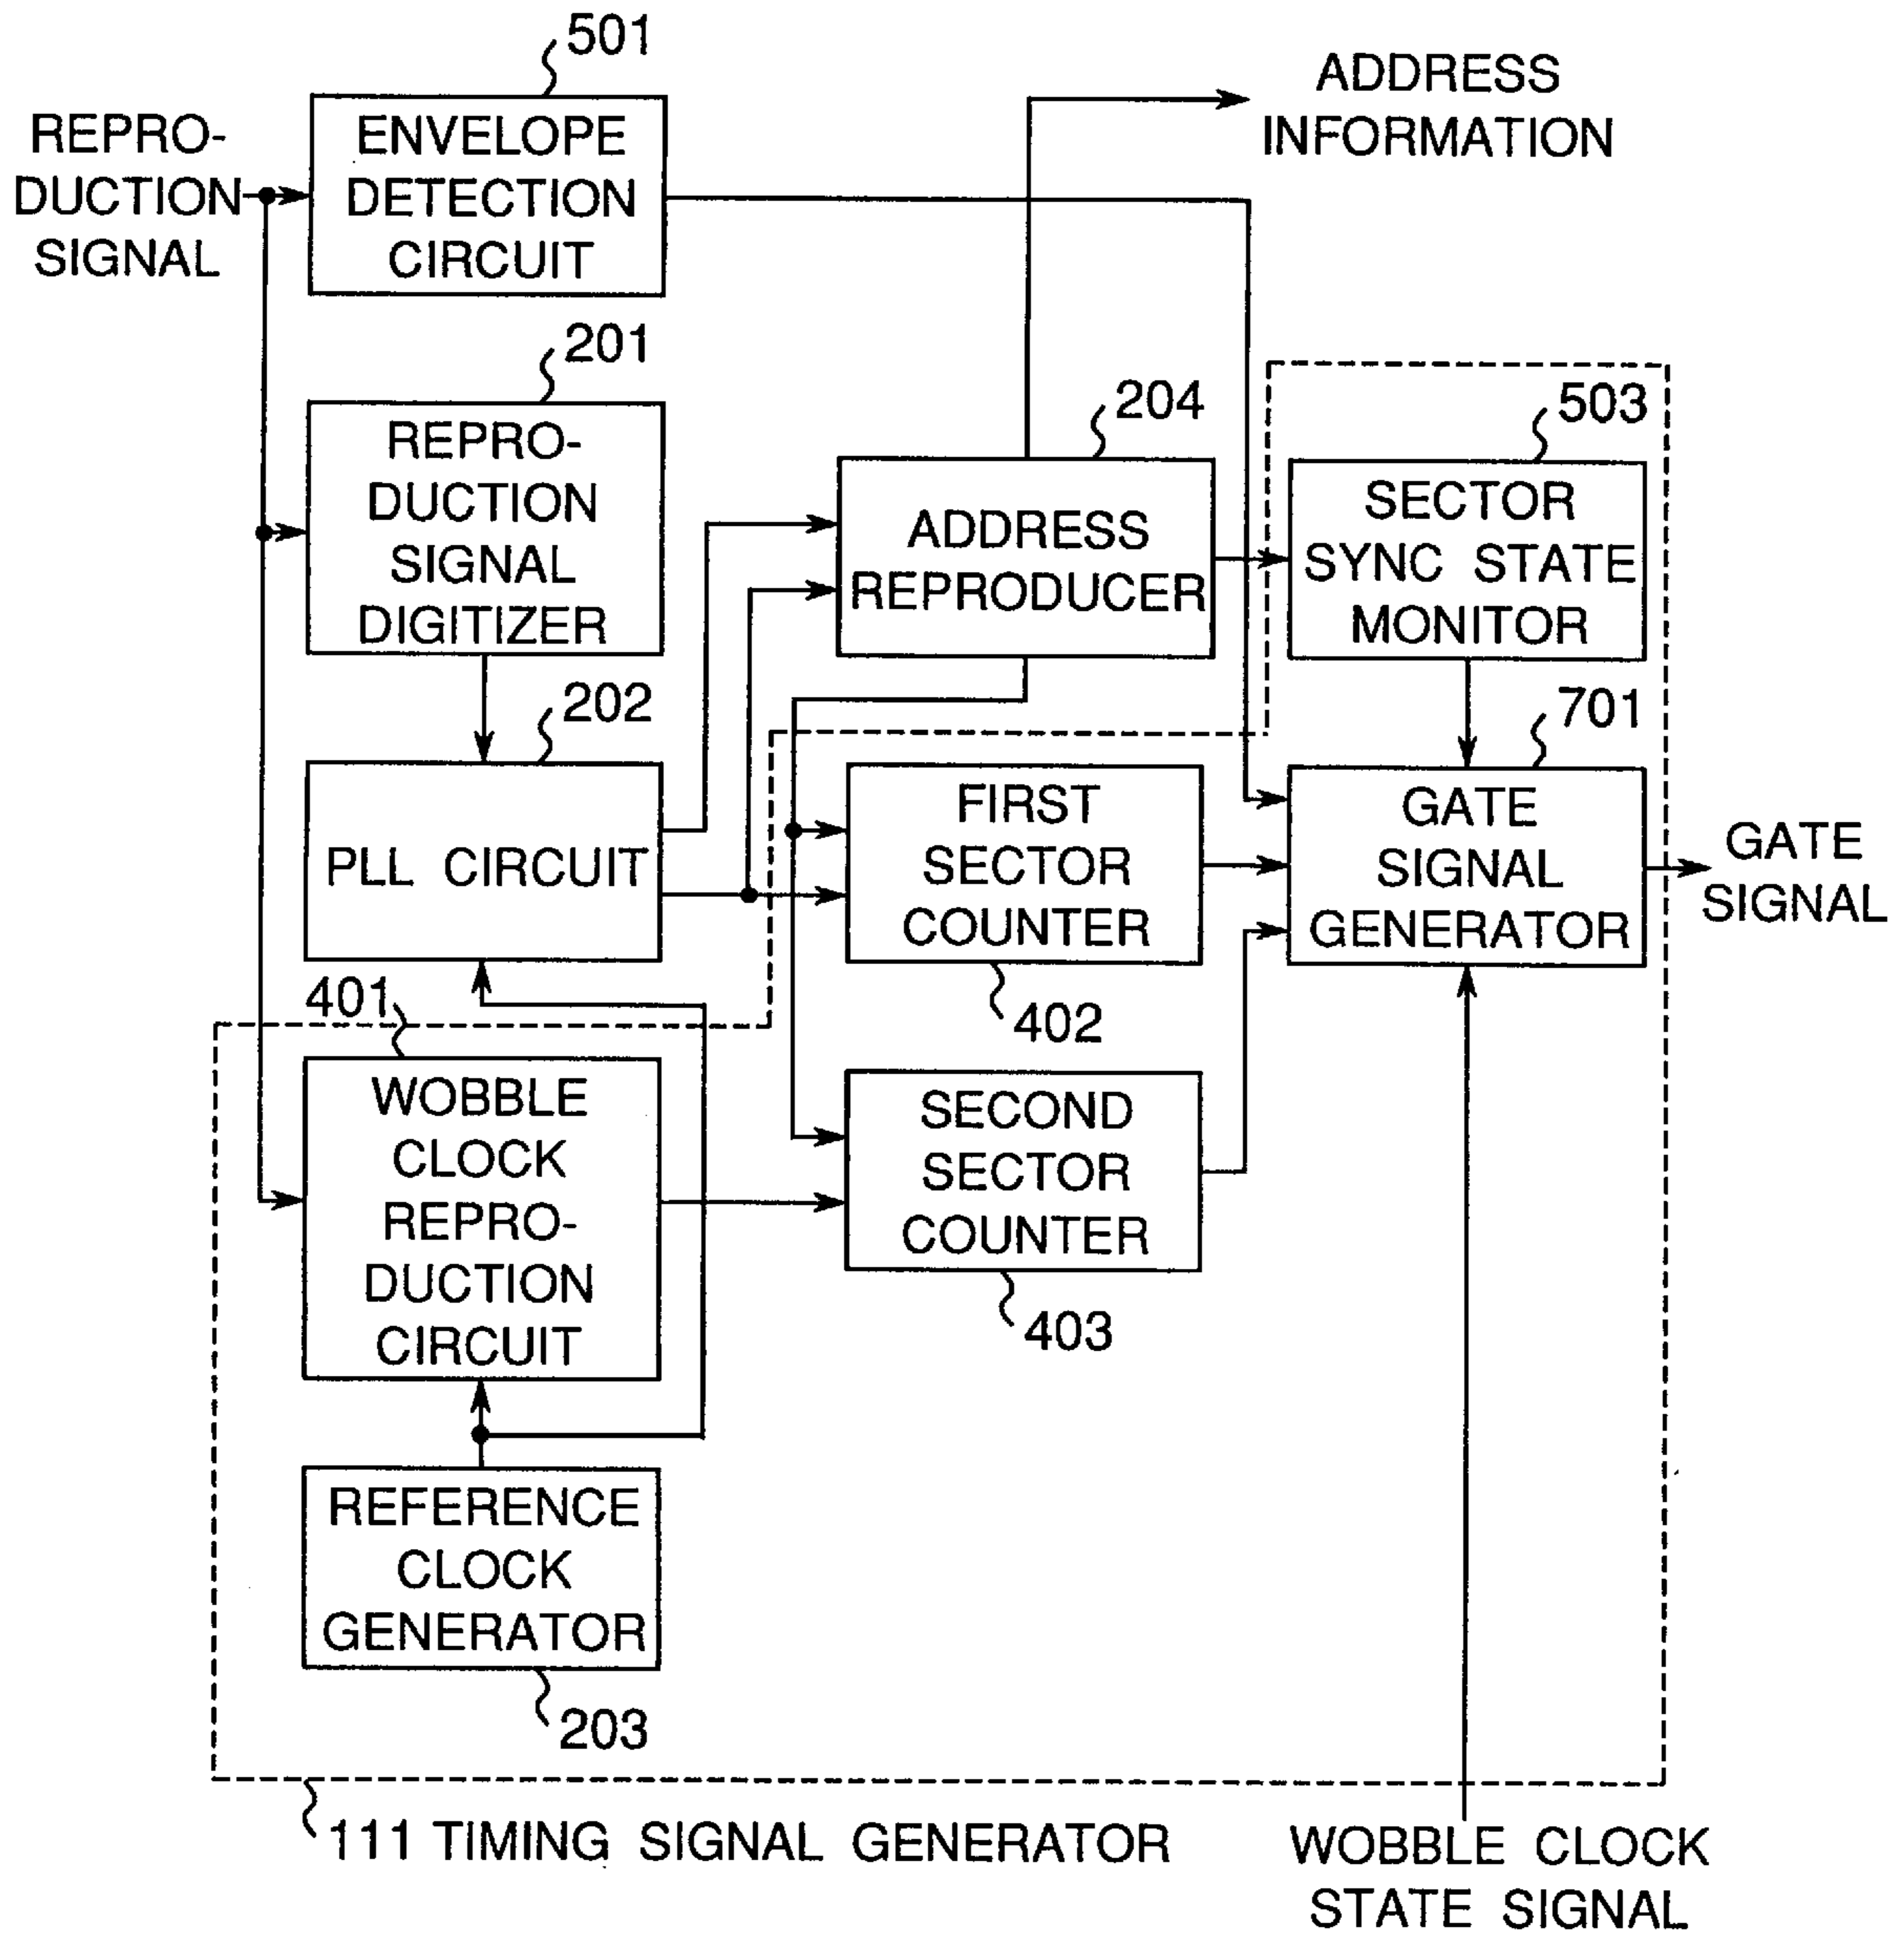 501
REPRO-
DUCTION
SIGNAL
ENVELOPE
DETECTION
CIRCUIT
ADDRESS
INFORMATION
201
REPRO-
DUCTION
SIGNAL
DIGITIZER
204
ADDRESS
REPRODUCER
503
SECTOR
SYNC STATE
MONITOR
202
PLL CIRCUIT
FIRST
SECTOR
COUNTER
402
701
GATE
SIGNAL
GENERATOR
GATE
SIGNAL
401
WOBBLE
CLOCK
REPRO-
DUCTION
CIRCUIT
SECOND
SECTOR
COUNTER
403
REFERENCE
CLOCK
GENERATOR
203
111 TIMING SIGNAL GENERATOR
WOBBLE CLOCK
STATE SIGNAL